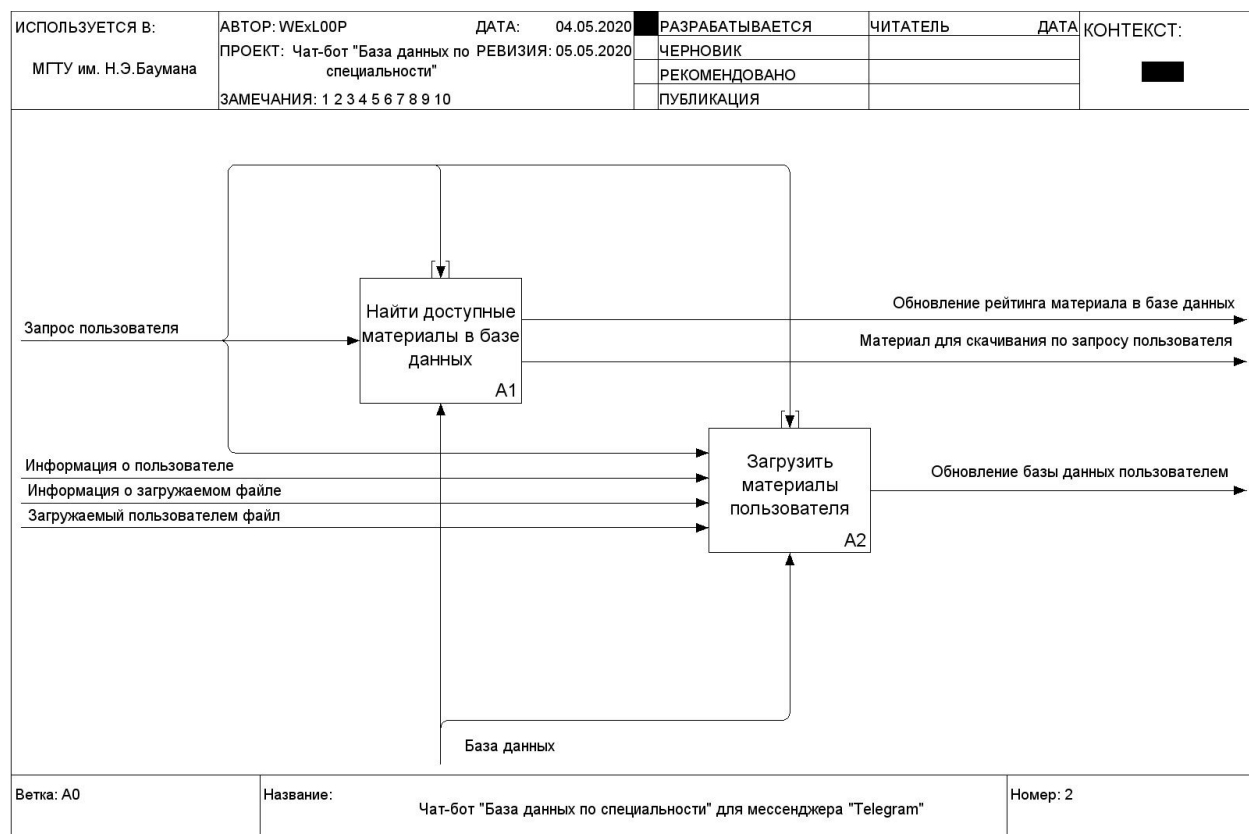 ИСПОЛЬЗУЕТСЯ В:
МГТУ им. Н.Э.Баумана
АВТОР: WExL00P
ДАТА: 04.05.2020
ПРОЕКТ: Чат-бот "База данных по
специальности"
РЕВИЗИЯ: 05.05.2020
ЗАМЕЧАНИЯ: 1 2 3 4 5 6 7 8 9 10
РАЗРАБАТЫВАЕТСЯ
ЧЕРНОВИК
РЕКОМЕНДОВАНО
ПУБЛИКАЦИЯ
ЧИТАТЕЛЬ
ДАТА
КОНТЕКСТ:
Найти доступные
материалы в базе
данных
A1
Запрос пользователя
Обновление рейтинга материала в базе данных
Материал для скачивания по запросу пользователя
Информация о пользователе
Информация о загружаемом файле
Загружаемый пользователем файл
Загрузить
материалы
пользователя
A2
Обновление базы данных пользователем
База данных
Ветка: A0
Название:
Чат-бот "База данных по специальности" для мессенджера "Telegram"
Номер: 2